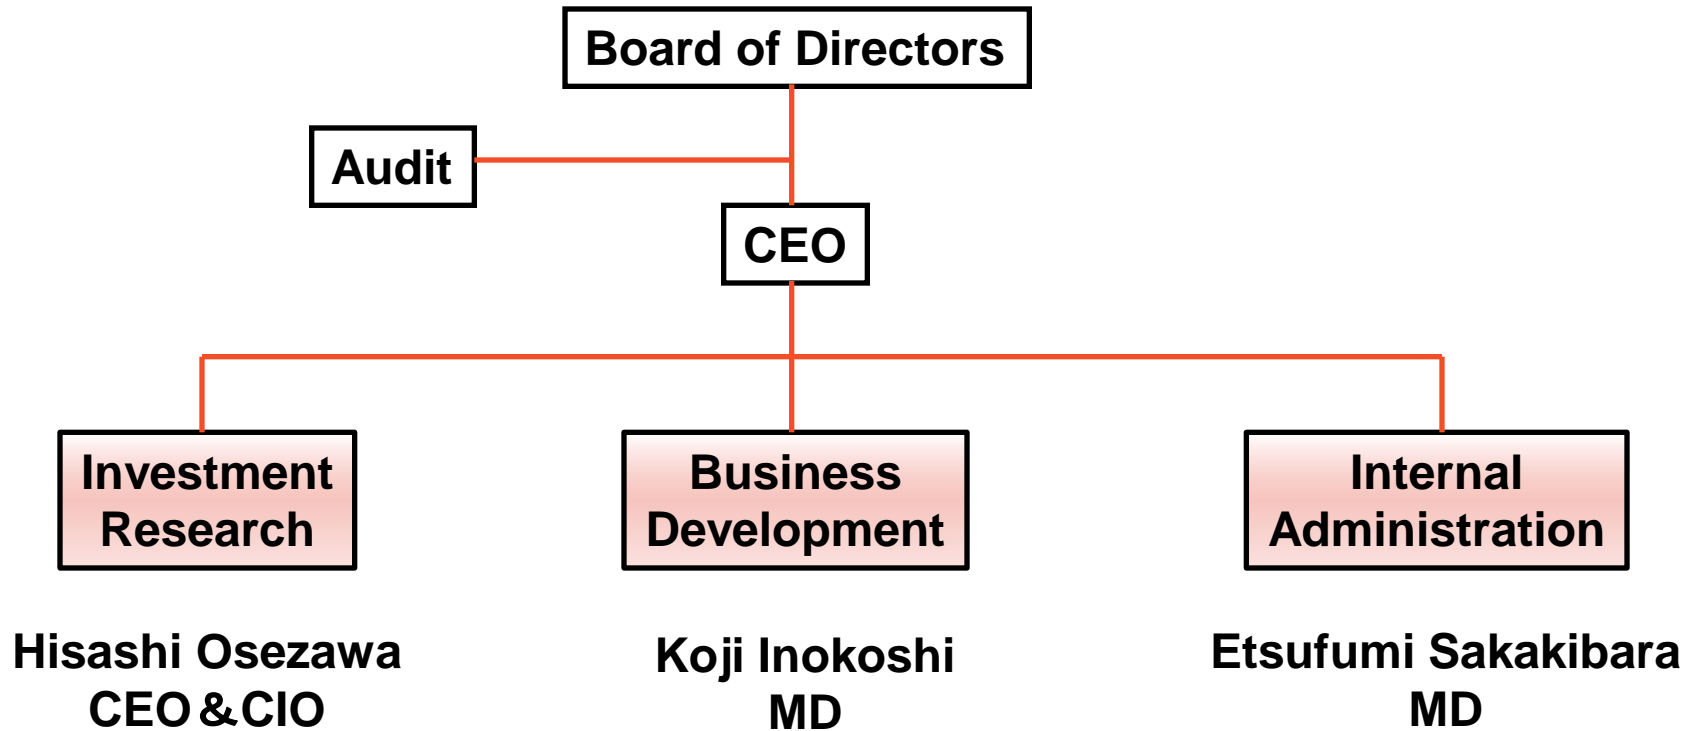 Board of Directors
Audit
CEO
Investment
Research
Business
Development
Internal
Administration
Hisashi Osezawa
CEO＆CIO
Koji Inokoshi
MD
Etsufumi Sakakibara
MD